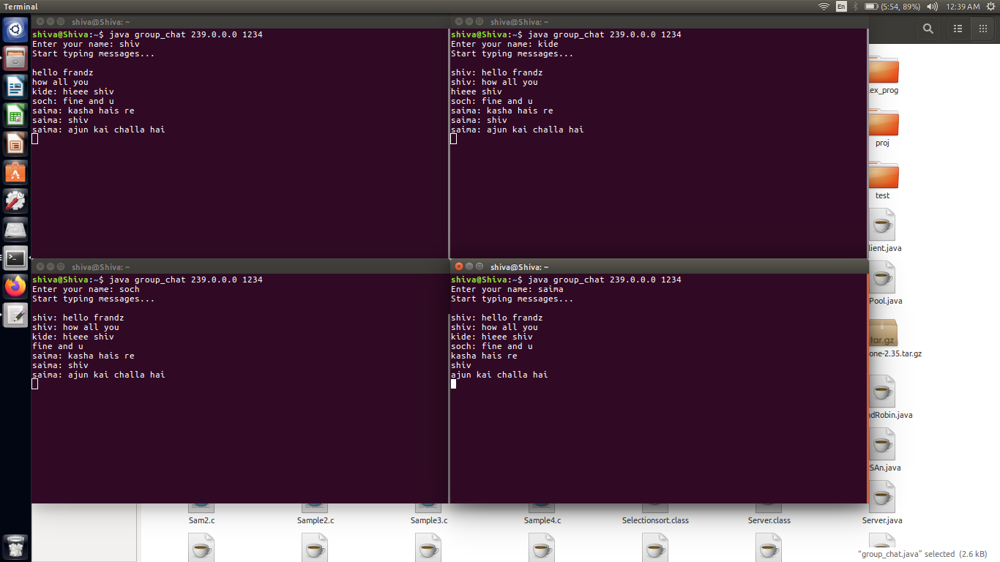 Terminal
En
(5:54, 89%)
12:39 AM
shiva@Shiva: ~
shiva@Shiva:~$ java group_chat 239.0.0.0 1234
Enter your name: shiv
Start typing messages...
hello frandz
how all you
kide: hieee shiv
soch: fine and u
saima: kasha hais re
saima: shiv
saima: ajun kai challa hai
shiva@Shiva: ~
shiva@Shiva:~$ java group_chat 239.0.0.0 1234
Enter your name: kide
Start typing messages...
shiv: hello frandz
shiv: how all you
hieee shiv
soch: fine and u
saima: kasha hais re
saima: shiv
saima: ajun kai challa hai
shiva@Shiva: ~
shiva@Shiva:~$ java group_chat 239.0.0.0 1234
Enter your name: soch
Start typing messages...
shiv: hello frandz
shiv: how all you
kide: hieee shiv
fine and u
saima: kasha hais re
saima: shiv
saima: ajun kai challa hai
shiva@Shiva: ~
shiva@Shiva:~$ java group_chat 239.0.0.0 1234
Enter your name: saima
Start typing messages...
shiv: hello frandz
shiv: how all you
kide: hieee shiv
soch: fine and u
kasha hais re
shiv
ajun kai challa hai
ex_prog
proj
test
lient.java
Pool.java
tar.gz
one-2.35.tar.gz
ndRobin.java
SAn.java
Sam2.c
Sample2.c
Sample3.c
Sample4.c
Selectionsort.class
Server.class
Server.java
"group_chat.java" selected (2.6 kB)